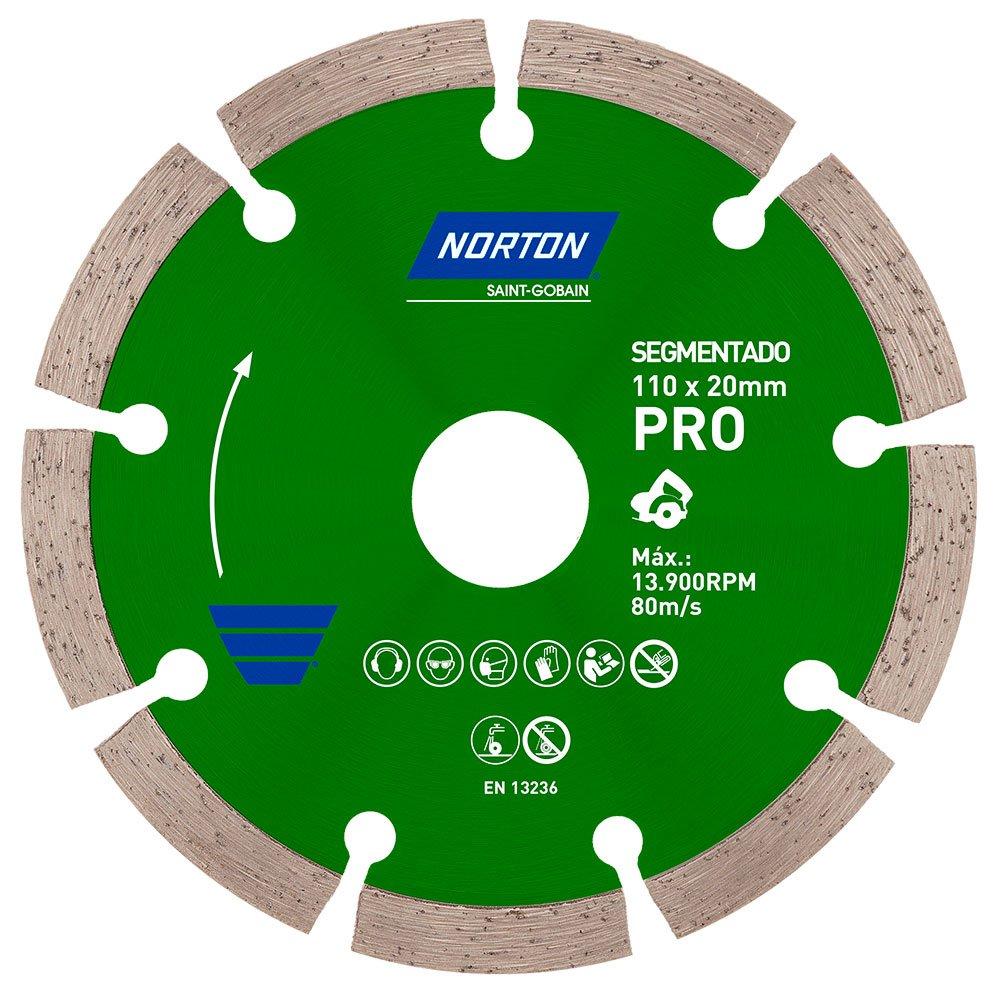 NORTON
SAINT-GOBAIN
SEGMENTADO
110 x 20mm
PRO
Máx.:
13.900RPM
80m/s
EN 13236